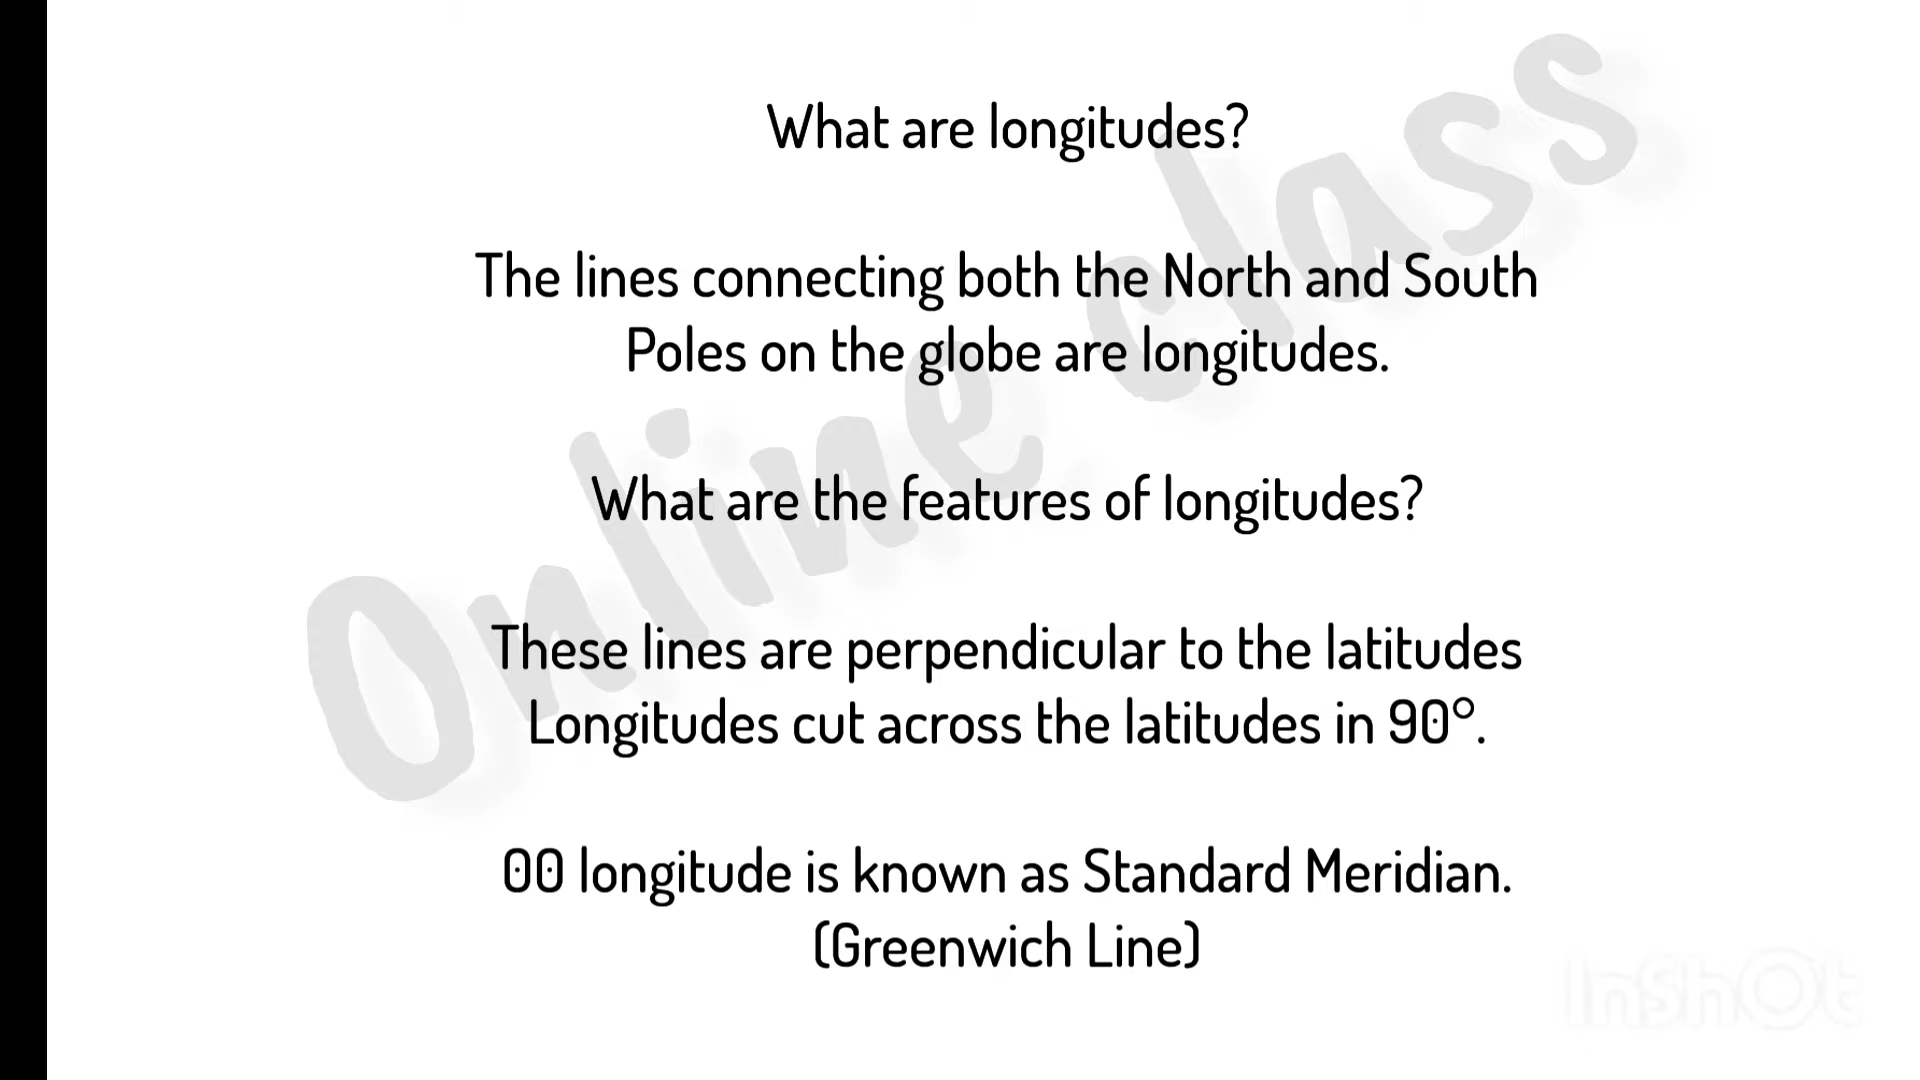 What are longitudes?
The lines connecting both the North and South
Poles on the globe are longitudes.
What are the features of longitudes?
These lines are perpendicular to the latitudes
Longitudes cut across the latitudes in 90°.
00 longitude is known as Standard Meridian.
(Greenwich Line)
Online class
InShOt